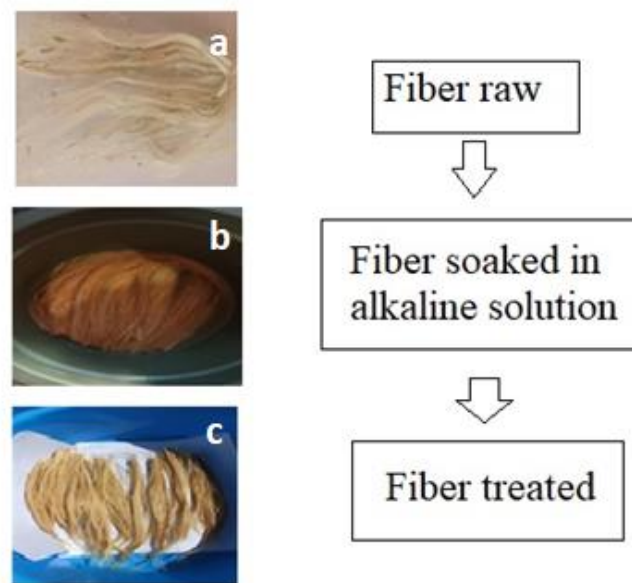 a
Fiber raw
b
Fiber soaked in
alkaline solution
c
Fiber treated